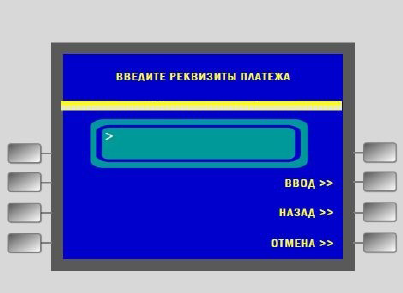 ВВЕДИТЕ РЕКВИЗИТЫ ПЛАТЕЖА
>
ВВОД >>
НАЗАД >>
ОТМЕНА >>